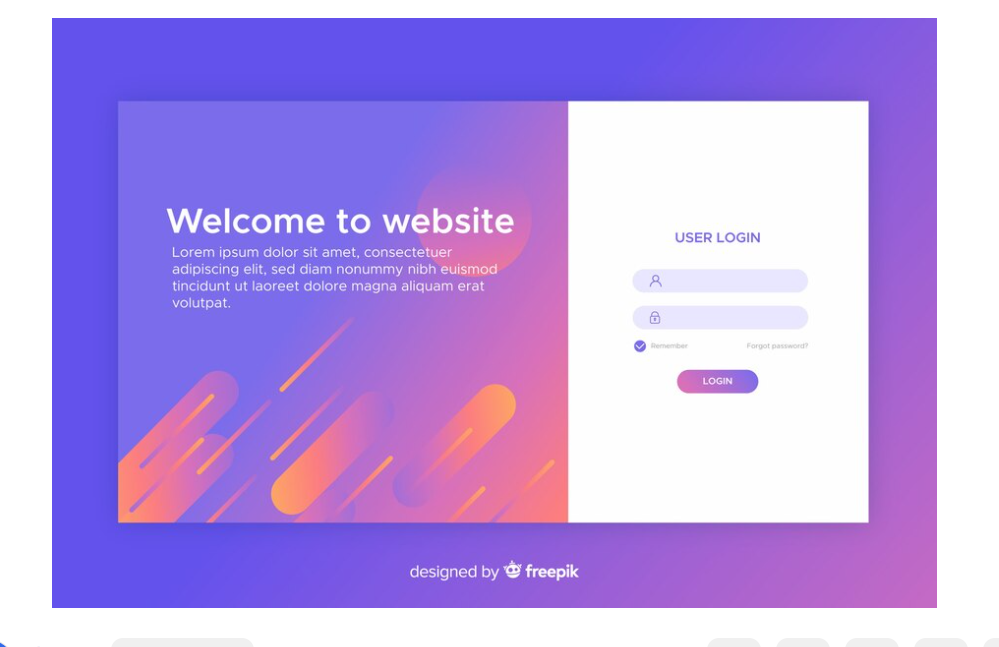 Welcome to website
Lorem ipsum dolor sit amet, consectetuer
adipiscing elit, sed diam nonummy nibh euismod
tincidunt ut laoreet dolore magna aliquam erat
volutpat.
USER LOGIN
Remember
Forgot password?
LOGIN
designed by freepik